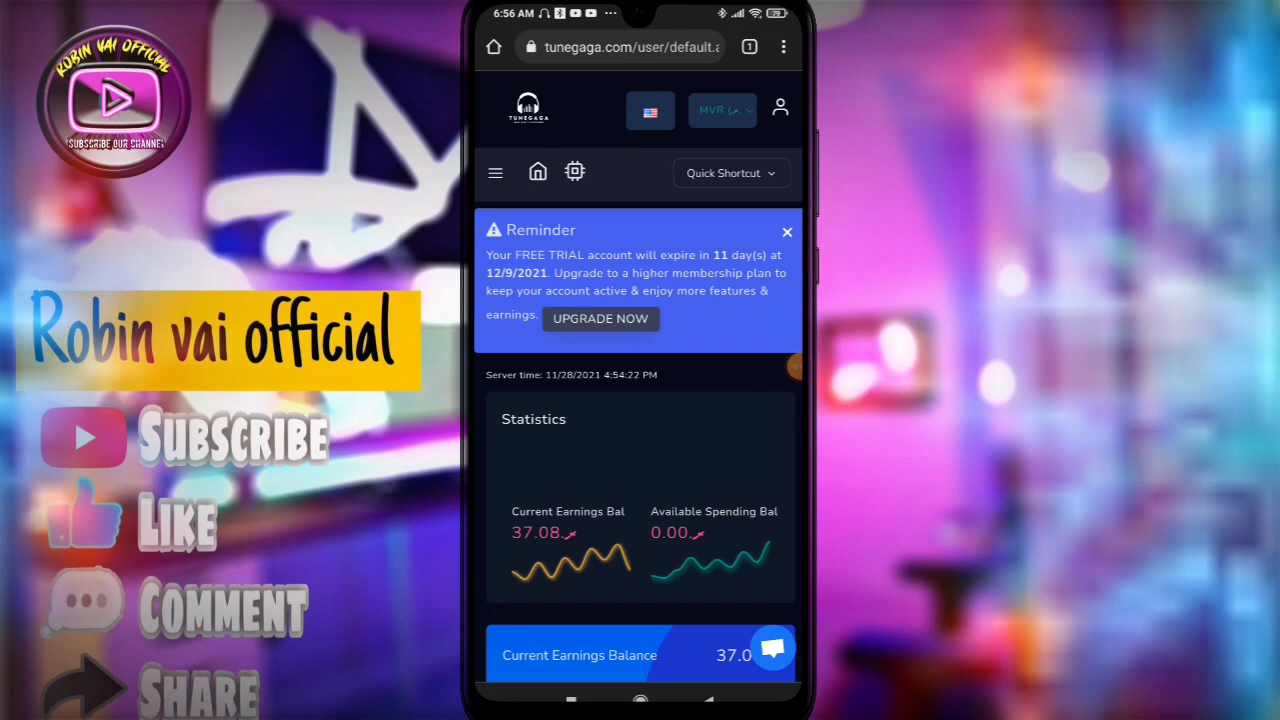 ROBIN VAI OFFICIAL
SUBSCRIBE OUR CHANNEL
Robin vai official
SUBSCRIBE
LIKE
COMMENT
SHARE
6:56 AM
79
tunegaga.com/user/default.a
1
TUNEGAGA
MVR (
Quick Shortcut
Reminder
Your FREE TRIAL account will expire in 11 day(s) at
12/9/2021. Upgrade to a higher membership plan to
keep your account active & enjoy more features &
earnings. UPGRADE NOW
Server time: 11/28/2021 4:54:22 PM
Statistics
Current Earnings Bal
37.08.ރ
Available Spending Bal
0.00.ރ
Current Earnings Balance 37.0